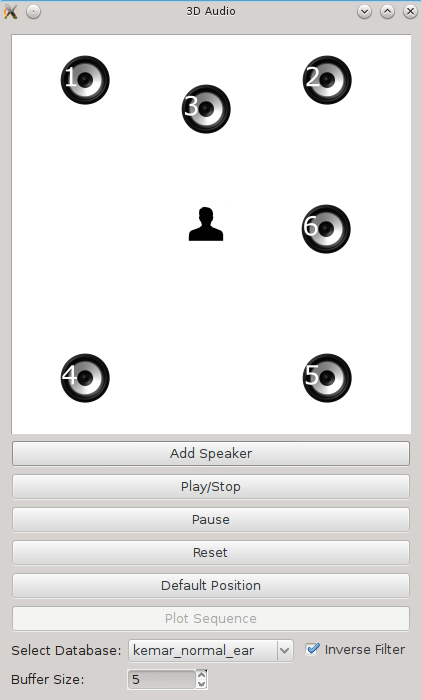 3D Audio
1
2
3
6
4
5
Add Speaker
Play/Stop
Pause
Reset
Default Position
Plot Sequence
Select Database: kemar_normal_ear Inverse Filter
Buffer Size: 5